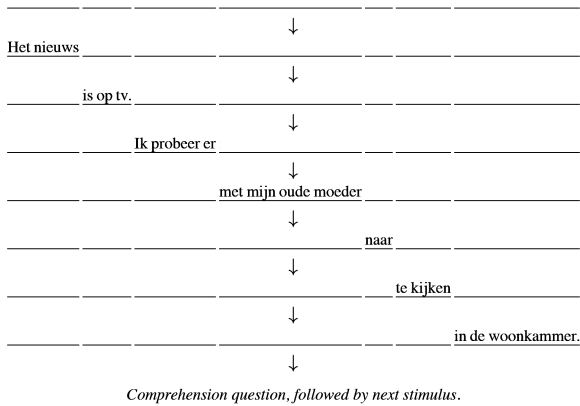 Het nieuws
is op tv.
Ik probeer er
met mijn oude moeder
naar
te kijken
in de woonkammer.
Comprehension question, followed by next stimulus.